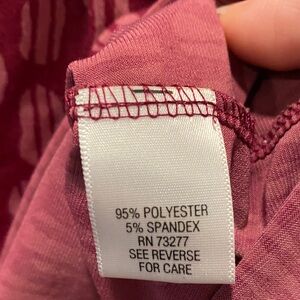 95% POLYESTER
5% SPANDEX
RN 73277
SEE REVERSE
FOR CARE